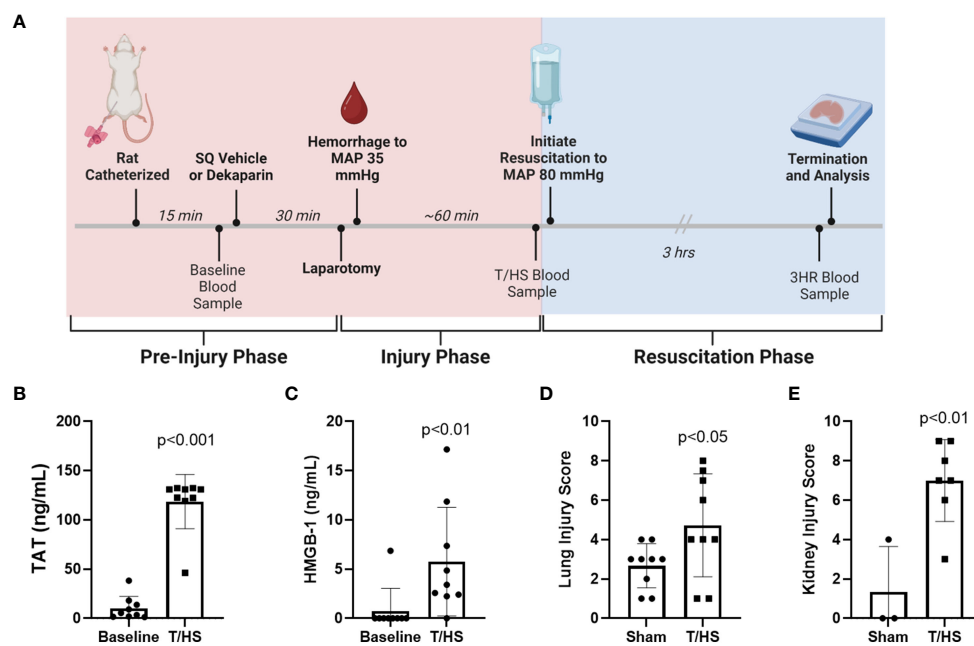 A
Rat
Catheterized
SQ Vehicle
or Dekaparin
Hemorrhage to
MAP 35
mmHg
Initiate
Resuscitation to
MAP 80 mmHg
Termination
and Analysis
15 min
30 min
~60 min
3 hrs
Baseline
Blood
Sample
Laparotomy
T/HS Blood
Sample
3HR Blood
Sample
Pre-Injury Phase
Injury Phase
Resuscitation Phase
B
TAT (ng/mL)
200
150
100
50
0
p<0.001
Baseline
T/HS
C
HMGB-1 (ng/mL)
20
15
10
5
0
p<0.01
Baseline
T/HS
D
Lung Injury Score
10
8
6
4
2
0
p<0.05
Sham
T/HS
E
Kidney Injury Score
10
8
6
4
2
0
p<0.01
Sham
T/HS